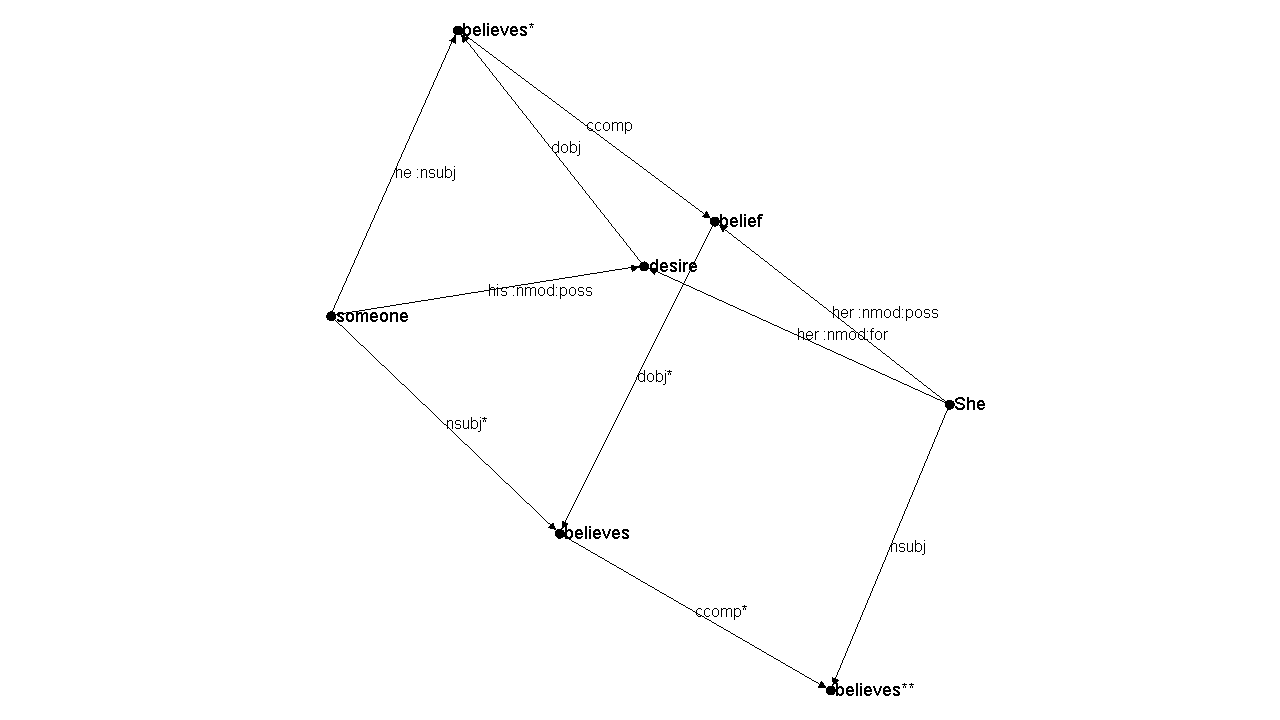 believes*
ccomp
dobj
he :nsubj
belief
desire
his :nmod:poss
someone
her :nmod:poss
her :nmod:for
dobj*
She
nsubj*
believes
nsubj
ccomp*
believes**